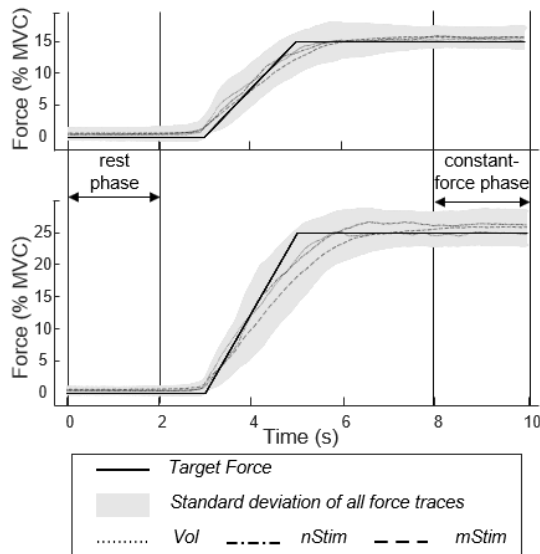 Force (% MVC)
15
10
5
0
rest
phase
constant-
force phase
Force (% MVC)
25
20
15
10
5
0
0 2 4 6 8 10
Time (s)
Target Force
Standard deviation of all force traces
Vol nStim mStim